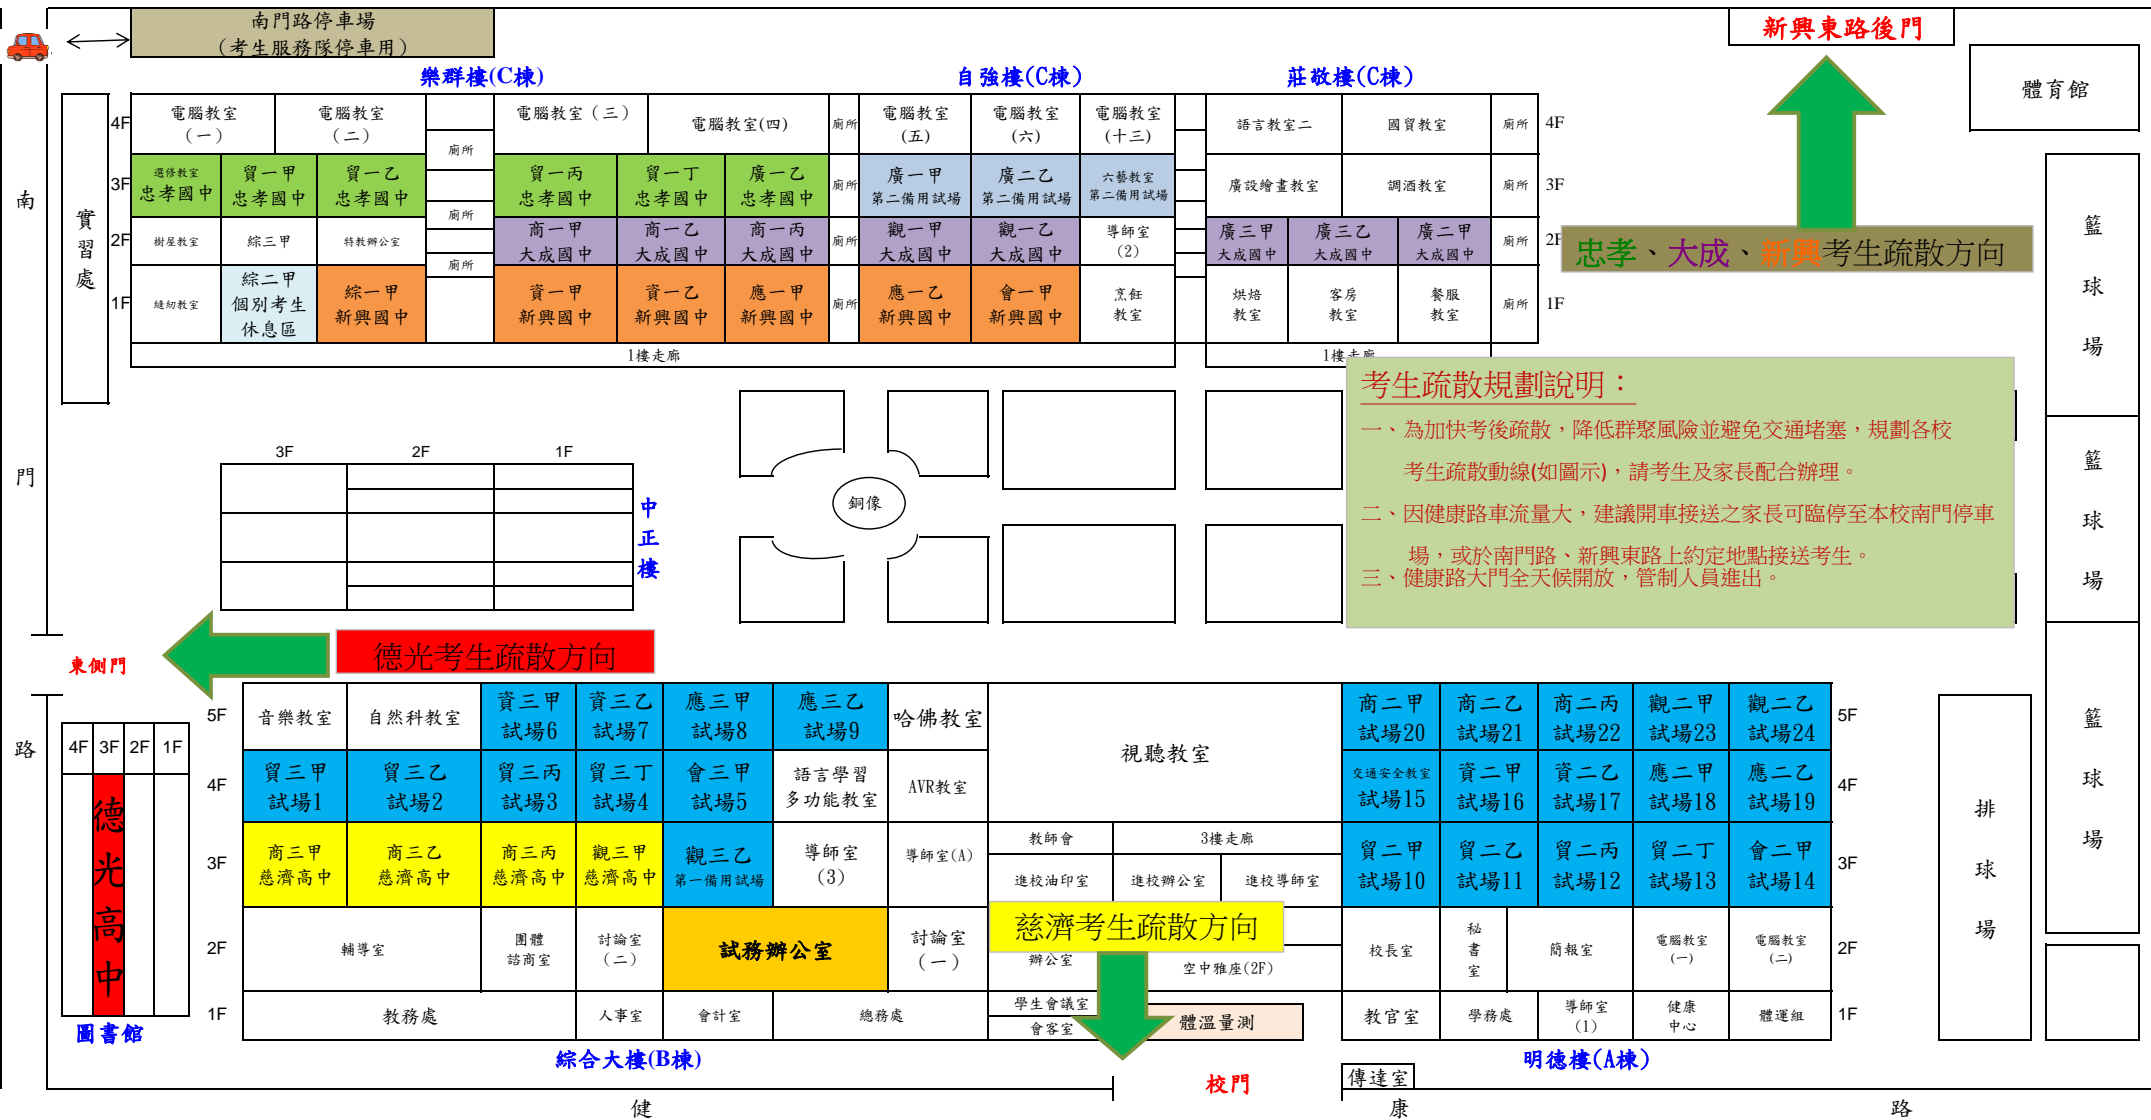 南門路停車場
（考生服務隊停車用）
新興東路後門
樂群樓(C棟)
自強樓(C棟)
莊敬樓(C棟)
體育館
4F
電腦教室
（一）
電腦教室
（二）
電腦教室（三）
電腦教室(四)
廁所
電腦教室
(五)
電腦教室
(六)
電腦教室
(十三)
語言教室二
國貿教室
廁所
4F
廁所
3F
選修教室
忠孝國中
貿一甲
忠孝國中
貿一乙
忠孝國中
貿一丙
忠孝國中
貿一丁
忠孝國中
廣一乙
忠孝國中
廁所
廣一甲
第二備用試場
廣二乙
第二備用試場
六藝教室
第二備用試場
廣設繪畫教室
調酒教室
廁所
3F
廁所
2F
樹屋教室
綜三甲
特教辦公室
商一甲
大成國中
商一乙
大成國中
商一丙
大成國中
廁所
觀一甲
大成國中
觀一乙
大成國中
導師室
(2)
廣三甲
大成國中
廣三乙
大成國中
廣二甲
大成國中
廁所
2F
廁所
1F
縫紉教室
綜二甲
個別考生
休息區
綜一甲
新興國中
資一甲
新興國中
資一乙
新興國中
應一甲
新興國中
廁所
應一乙
新興國中
會一甲
新興國中
烹飪
教室
烘焙
教室
客房
教室
餐服
教室
廁所
1F
1樓走廊
1樓走廊
實習處
南門路
忠孝、大成、新興考生疏散方向
籃球場
籃球場
籃球場
考生疏散規劃說明：
一、為加快考後疏散，降低群聚風險並避免交通堵塞，規劃各校
考生疏散動線(如圖示)，請考生及家長配合辦理。
二、因健康路車流量大，建議開車接送之家長可臨停至本校南門停車
場，或於南門路、新興東路上約定地點接送考生。
三、健康路大門全天候開放，管制人員進出。
3F
2F
1F
中正樓
銅像
東側門
德光考生疏散方向
5F
音樂教室
自然科教室
資三甲
試場6
資三乙
試場7
應三甲
試場8
應三乙
試場9
哈佛教室
視聽教室
商二甲
試場20
商二乙
試場21
商二丙
試場22
觀二甲
試場23
觀二乙
試場24
5F
4F
3F
2F
1F
德光高中
圖書館
4F
貿三甲
試場1
貿三乙
試場2
貿三丙
試場3
貿三丁
試場4
會三甲
試場5
語言學習
多功能教室
AVR教室
交通安全教室
試場15
資二甲
試場16
資二乙
試場17
應二甲
試場18
應二乙
試場19
4F
3F
商三甲
慈濟高中
商三乙
慈濟高中
商三丙
慈濟高中
觀三甲
慈濟高中
觀三乙
第一備用試場
導師室
(3)
導師室(A)
教師會
3樓走廊
進校油印室
進校辦公室
進校導師室
貿二甲
試場10
貿二乙
試場11
貿二丙
試場12
貿二丁
試場13
會二甲
試場14
3F
排球場
慈濟考生疏散方向
2F
輔導室
團體
諮商室
討論室
(二)
試務辦公室
討論室
(一)
辦公室
空中雅座(2F)
校長室
秘書室
簡報室
電腦教室
(一)
電腦教室
(二)
2F
1F
教務處
人事室
會計室
總務處
學生會議室
會客室
體溫量測
教官室
學務處
導師室
(1)
健康
中心
體運組
1F
綜合大樓(B棟)
明德樓(A棟)
校門
傳達室
健康路